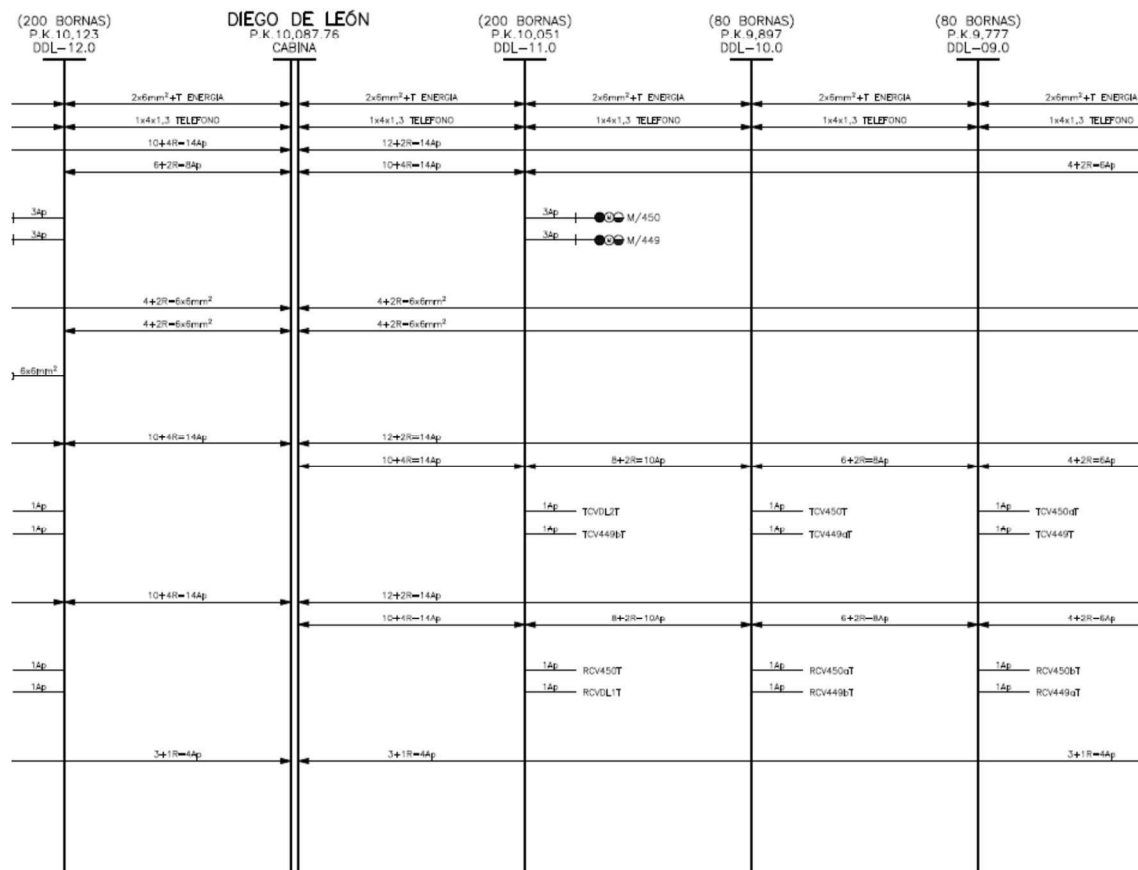 (200 BORNAS) DIEGO DE LEÓN (200 BORNAS) (80 BORNAS) (80 BORNAS)
P.K.10,123 P.K.10,087.76 P.K.10,051 P.K.9,897 P.K.9,777
DDL-12.0 CABINA DDL-11.0 DDL-10.0 DDL-09.0
2x6mm²+T ENERGIA 2x6mm²+T ENERGIA 2x6mm²+T ENERGIA 2x6mm²+T ENERGIA 2x6mm²+T ENERGIA
1x4x1,3 TELEFONO 1x4x1,3 TELEFONO 1x4x1,3 TELEFONO 1x4x1,3 TELEFONO 1x4x1,3 TELEFONO
10+4R=14Ap 12+2R=14Ap
6+2R=8Ap 10+4R=14Ap 4+2R=6Ap
3Ap 3Ap M/450
3Ap 3Ap M/449
4+2R=6x6mm² 4+2R=6x6mm²
4+2R=6x6mm² 4+2R=6x6mm²
6x6mm²
10+4R=14Ap 12+2R=14Ap
10+4R=14Ap 8+2R=10Ap 6+2R=8Ap 4+2R=6Ap
1Ap 1Ap TCVDL2T 1Ap TCV450T 1Ap TCV450aT
1Ap 1Ap TCV449bT 1Ap TCV449aT 1Ap TCV449T
10+4R=14Ap 12+2R=14Ap
10+4R=14Ap 8+2R=10Ap 6+2R=8Ap 4+2R=6Ap
1Ap 1Ap RCV450T 1Ap RCV450aT 1Ap RCV450bT
1Ap 1Ap RCVDL1T 1Ap RCV449bT 1Ap RCV449aT
3+1R=4Ap 3+1R=4Ap 3+1R=4Ap